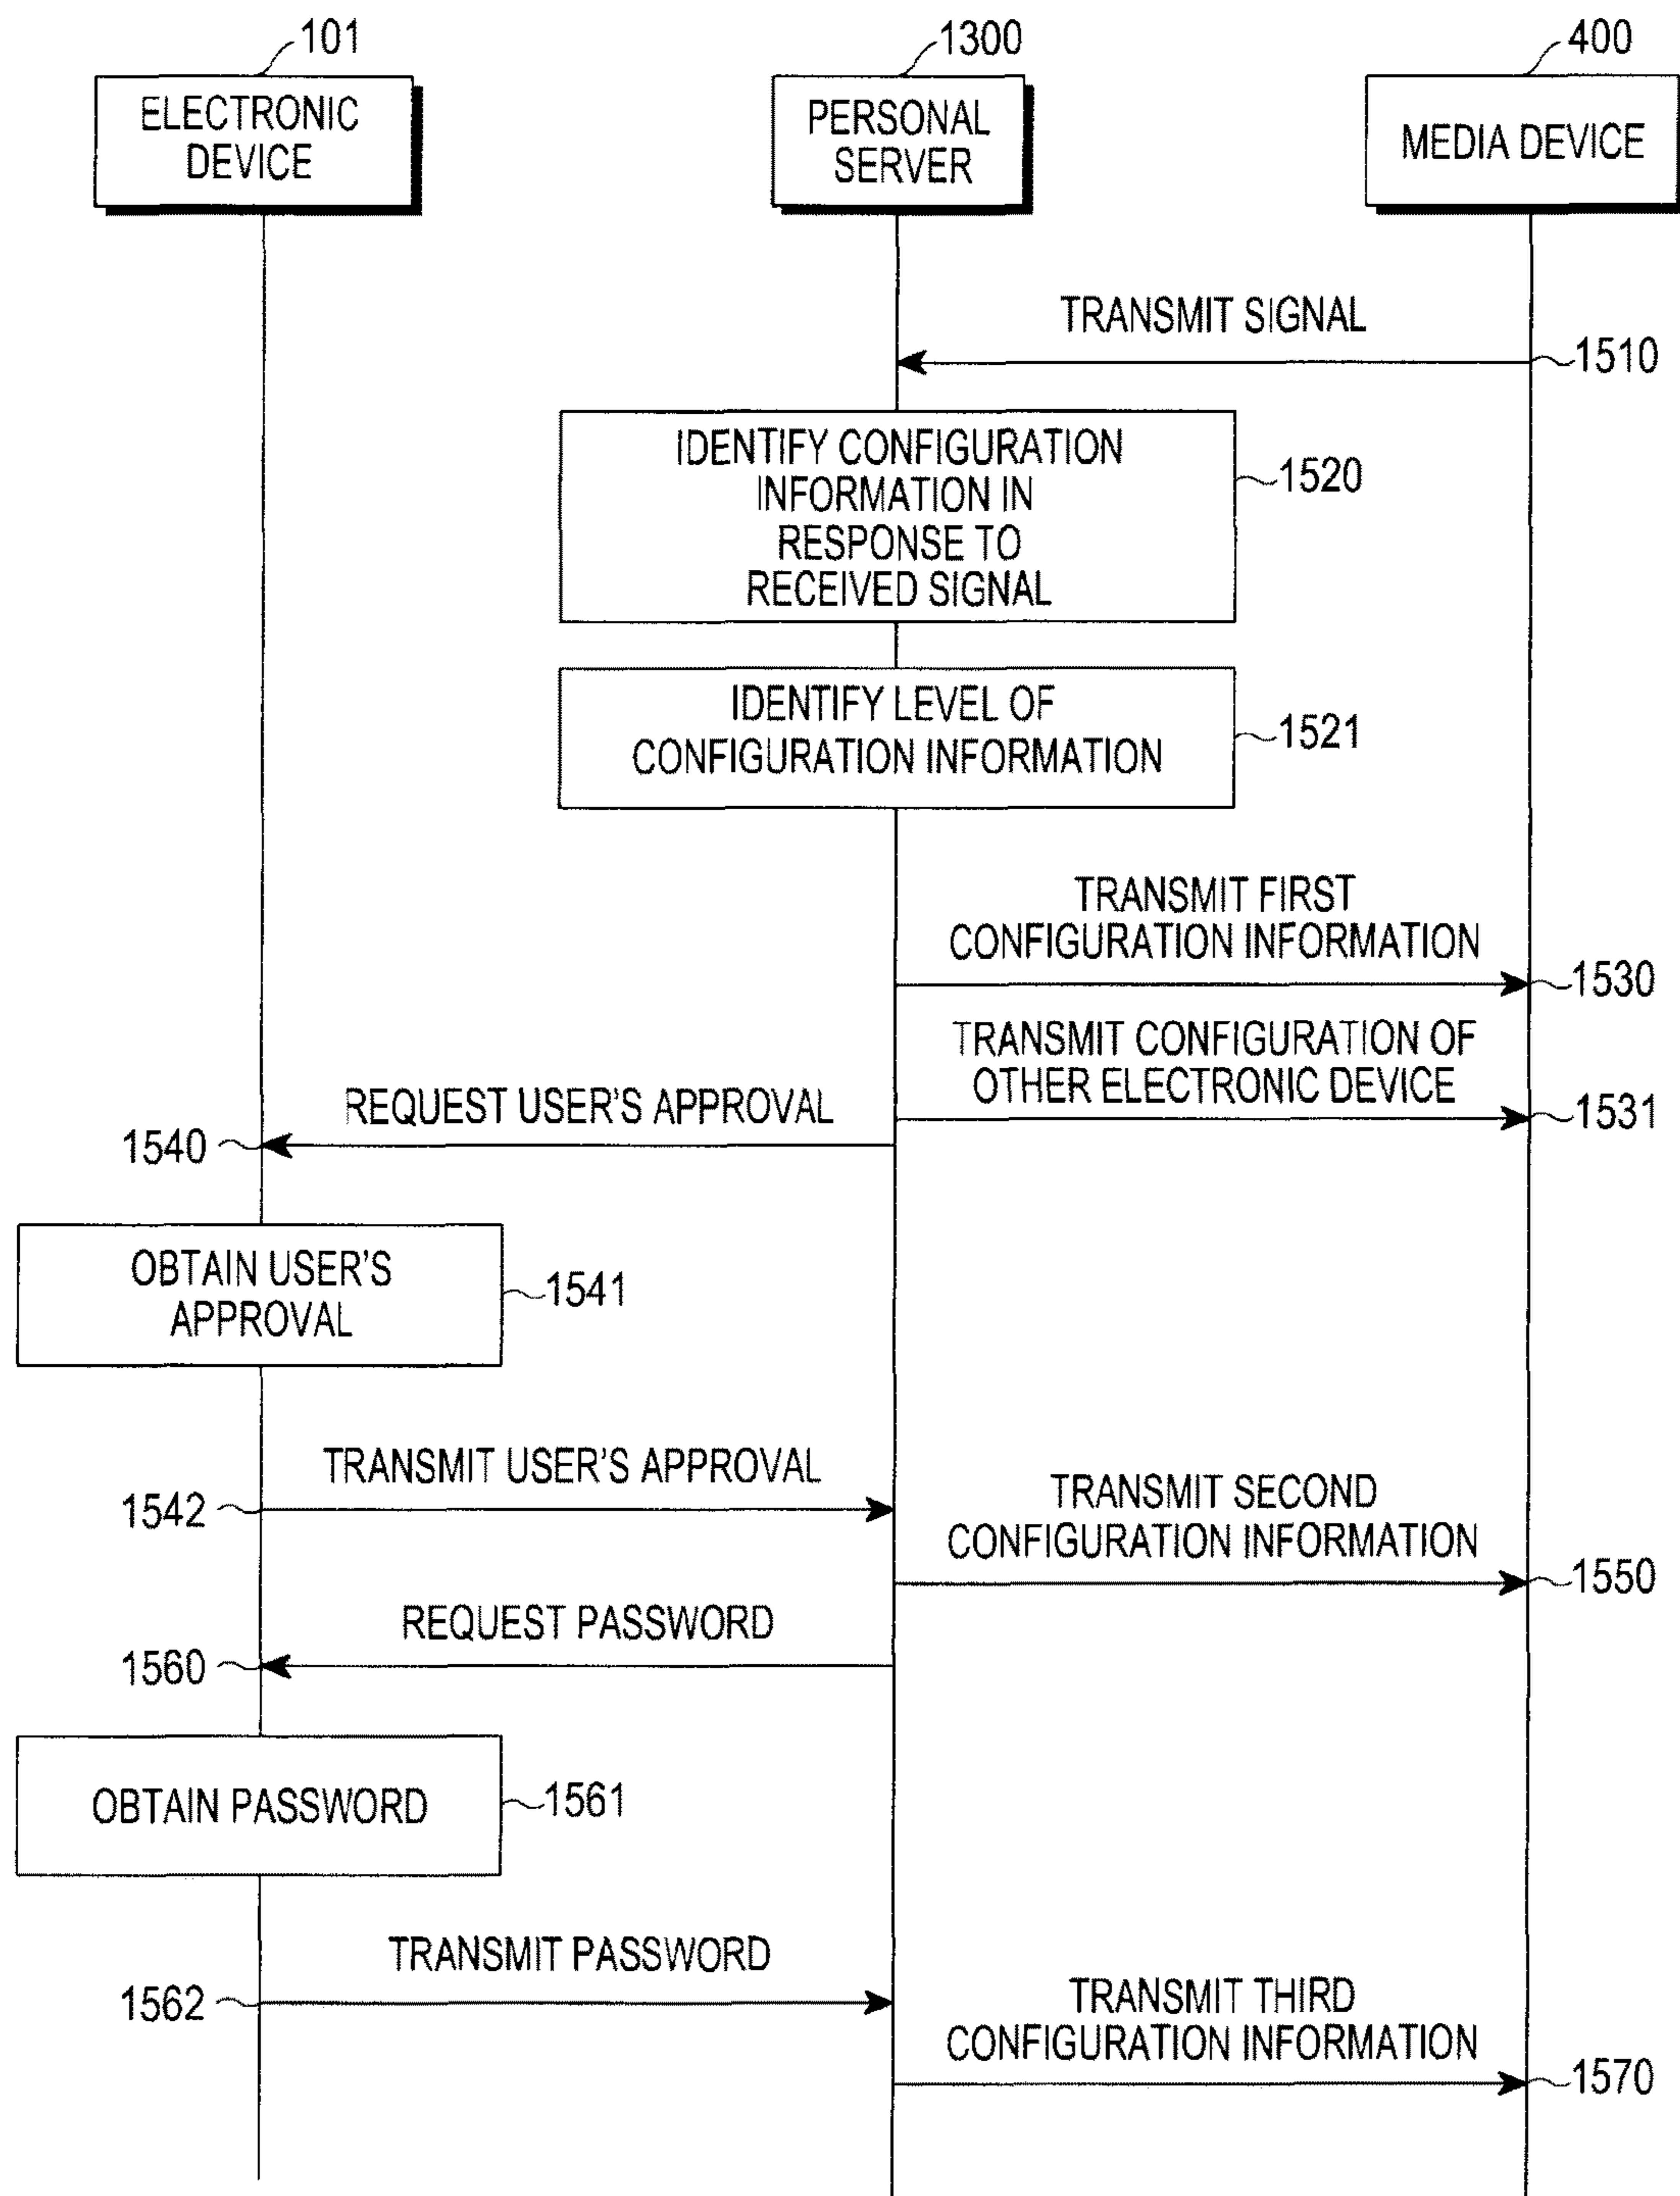 101
1300
400
ELECTRONIC
DEVICE
PERSONAL
SERVER
MEDIA DEVICE
TRANSMIT SIGNAL
1510
IDENTIFY CONFIGURATION
INFORMATION IN
RESPONSE TO
RECEIVED SIGNAL
1520
IDENTIFY LEVEL OF
CONFIGURATION INFORMATION
1521
TRANSMIT FIRST
CONFIGURATION INFORMATION
1530
TRANSMIT CONFIGURATION OF
OTHER ELECTRONIC DEVICE
1531
REQUEST USER'S APPROVAL
1540
OBTAIN USER'S
APPROVAL
1541
TRANSMIT USER'S APPROVAL
1542
TRANSMIT SECOND
CONFIGURATION INFORMATION
1550
REQUEST PASSWORD
1560
OBTAIN PASSWORD
1561
TRANSMIT PASSWORD
1562
TRANSMIT THIRD
CONFIGURATION INFORMATION
1570